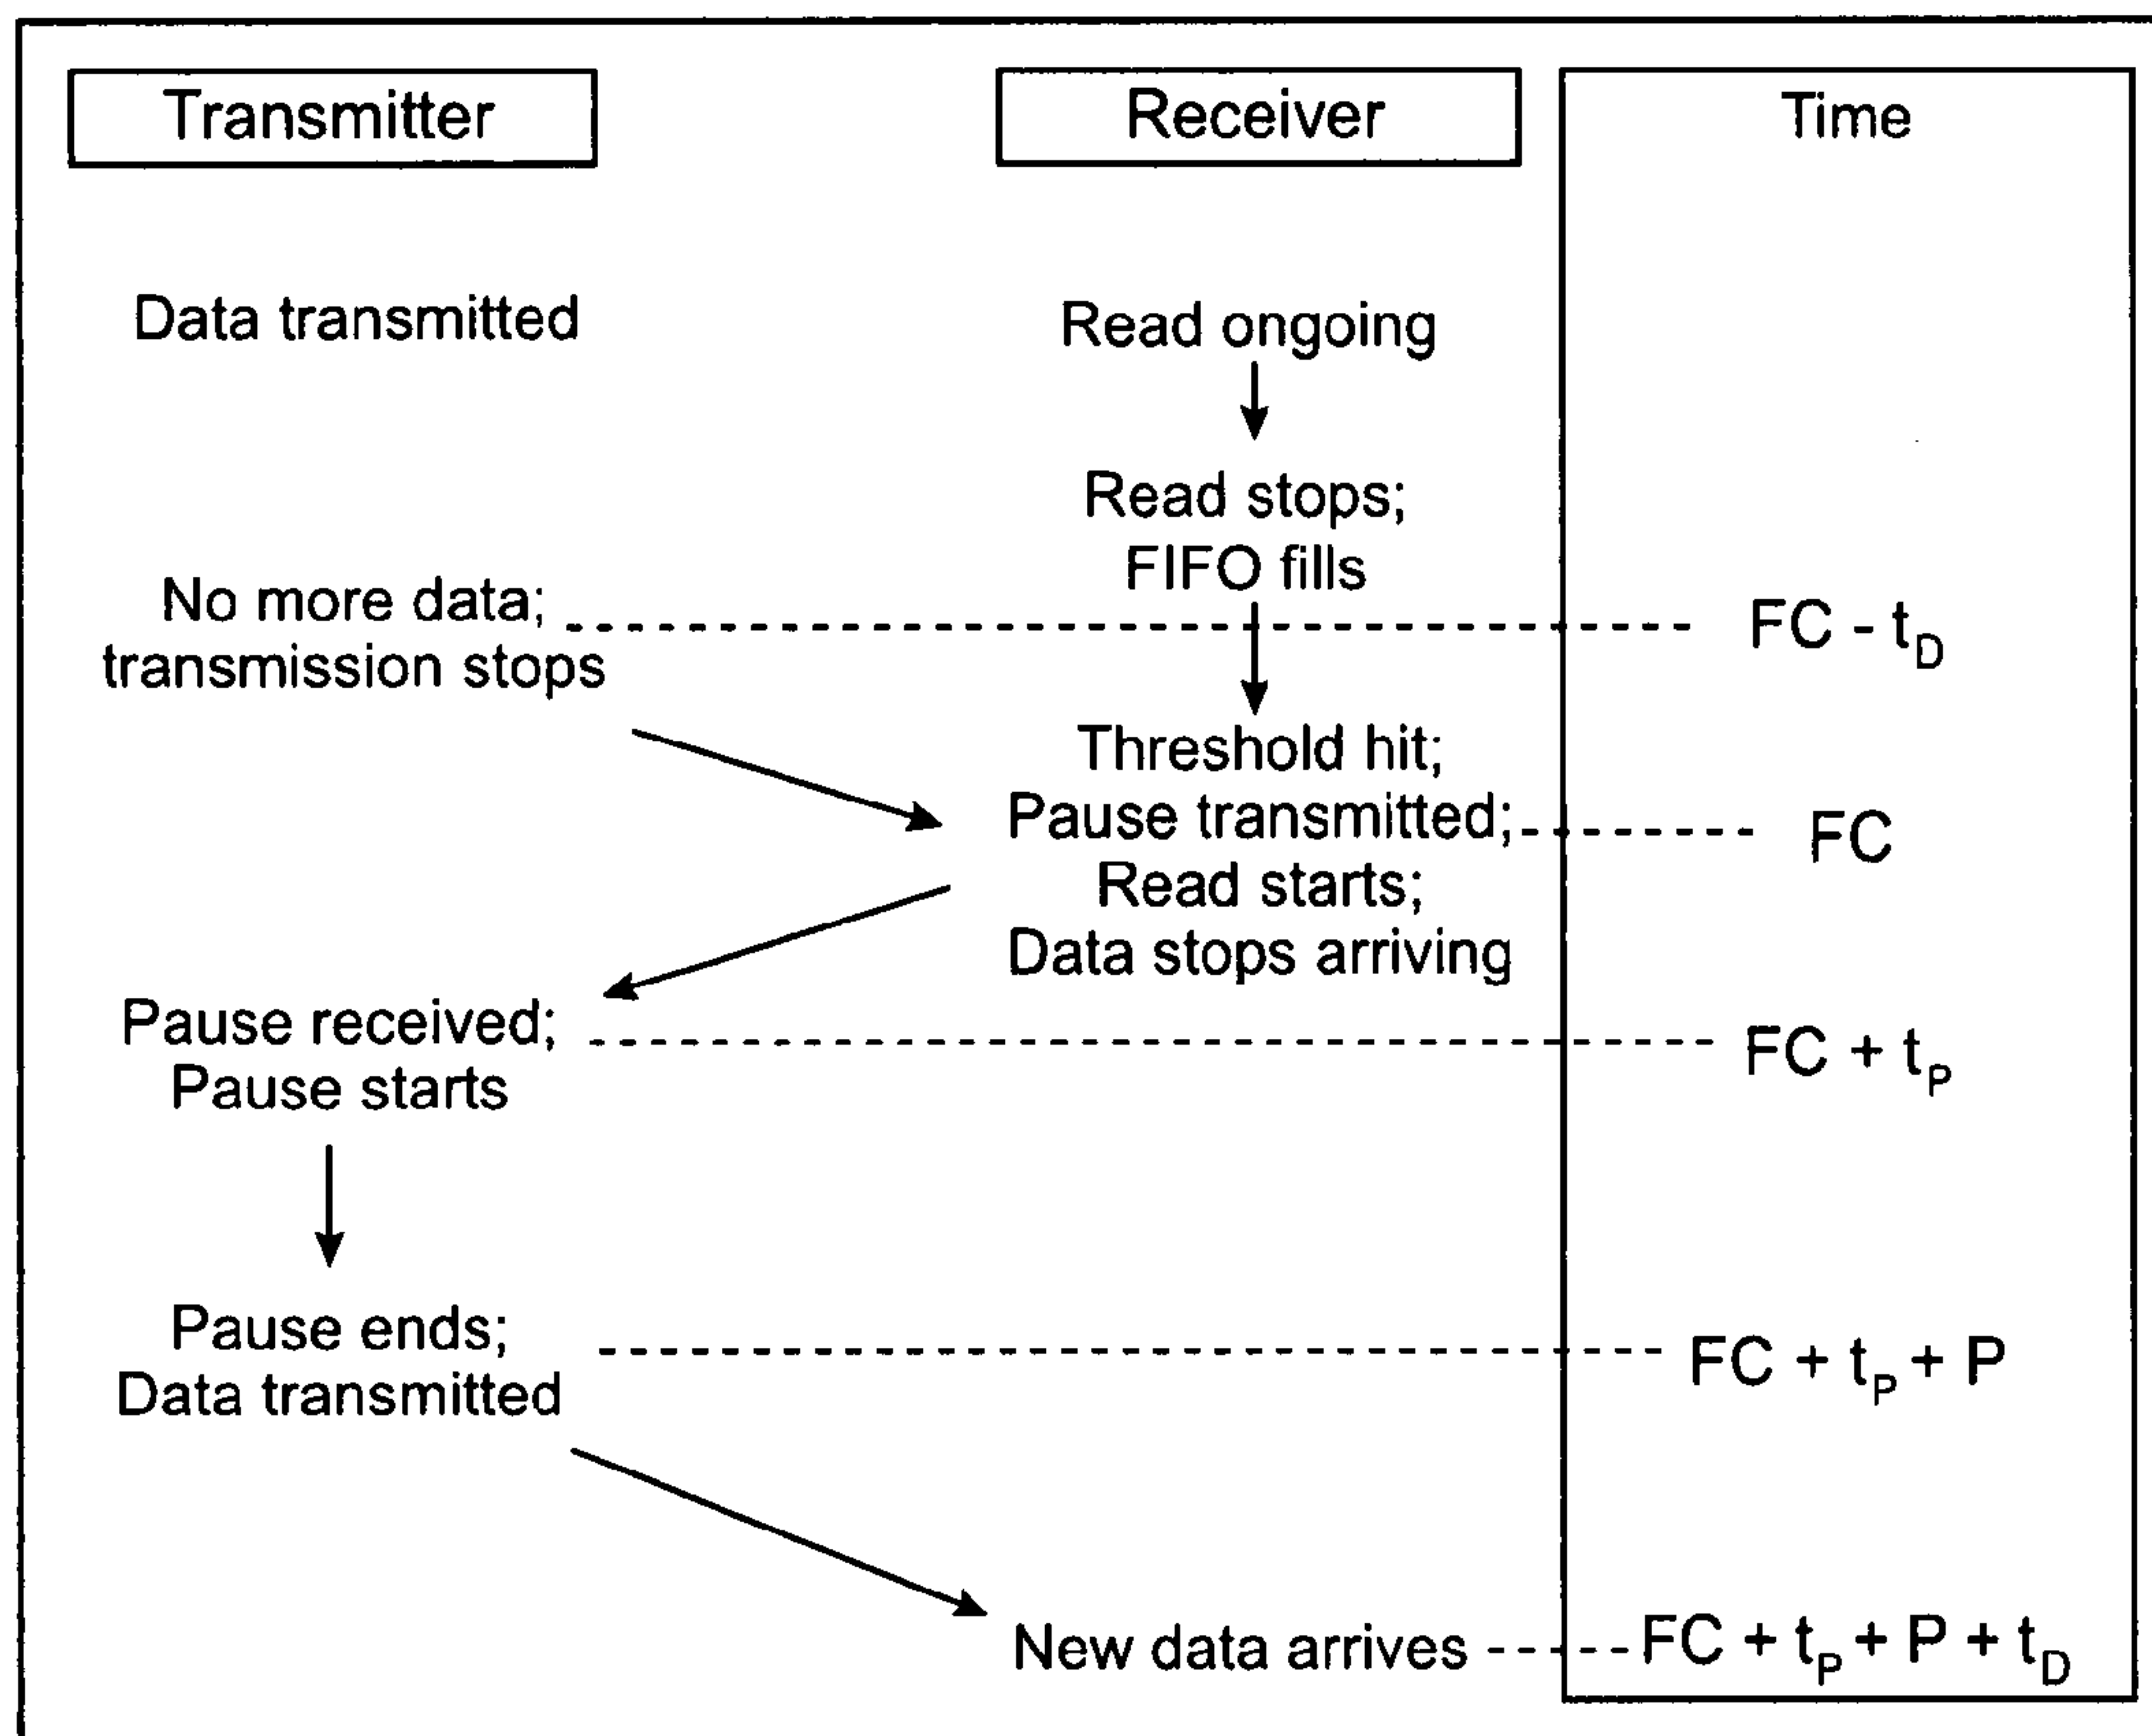 Transmitter
Receiver
Time
Data transmitted
Read ongoing
Read stops;
FIFO fills
No more data;
transmission stops
FC - tD
Threshold hit;
Pause transmitted;
FC
Read starts;
Data stops arriving
Pause received;
Pause starts
FC + tP
Pause ends;
Data transmitted
FC + tP + P
New data arrives
FC + tP + P + tD